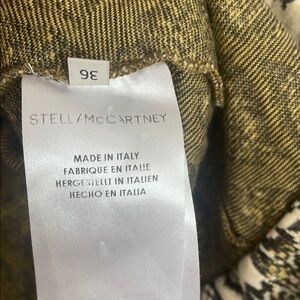 36
STELLA McCARTNEY
MADE IN ITALY
FABRIQUE EN ITALIE
HERGESTELLT IN ITALIEN
HECHO EN ITALIA